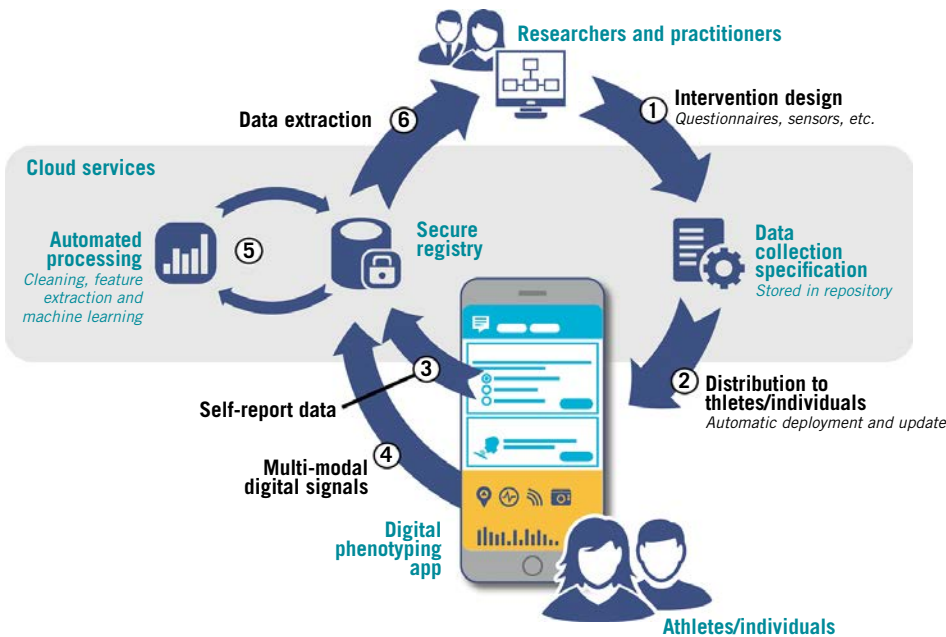 Researchers and practitioners
1
Intervention design
Questionnaires, sensors, etc.
Data extraction
6
Cloud services
Automated
processing
Cleaning, feature
extraction and
machine learning
5
Secure
registry
Data
collection
specification
Stored in repository
2
Distribution to
thletes/individuals
Automatic deployment and update
3
Self-report data
4
Multi-modal
digital signals
Digital
phenotyping
app
Athletes/individuals